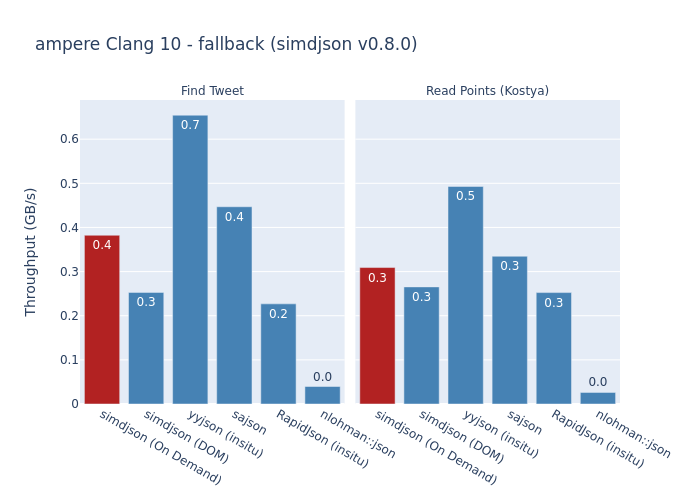 ampere Clang 10 - fallback (simdjson v0.8.0)
Find Tweet
Read Points (Kostya)
Throughput (GB/s)
0.6
0.5
0.4
0.3
0.2
0.1
0
0.4
0.3
0.7
0.4
0.2
0.0
0.3
0.3
0.5
0.3
0.3
0.0
simdjson (On Demand)
simdjson (DOM)
yyjson (insitu)
sajson
RapidJson (insitu)
nlohman::json
simdjson (On Demand)
simdjson (DOM)
yyjson (insitu)
sajson
RapidJson (insitu)
nlohman::json